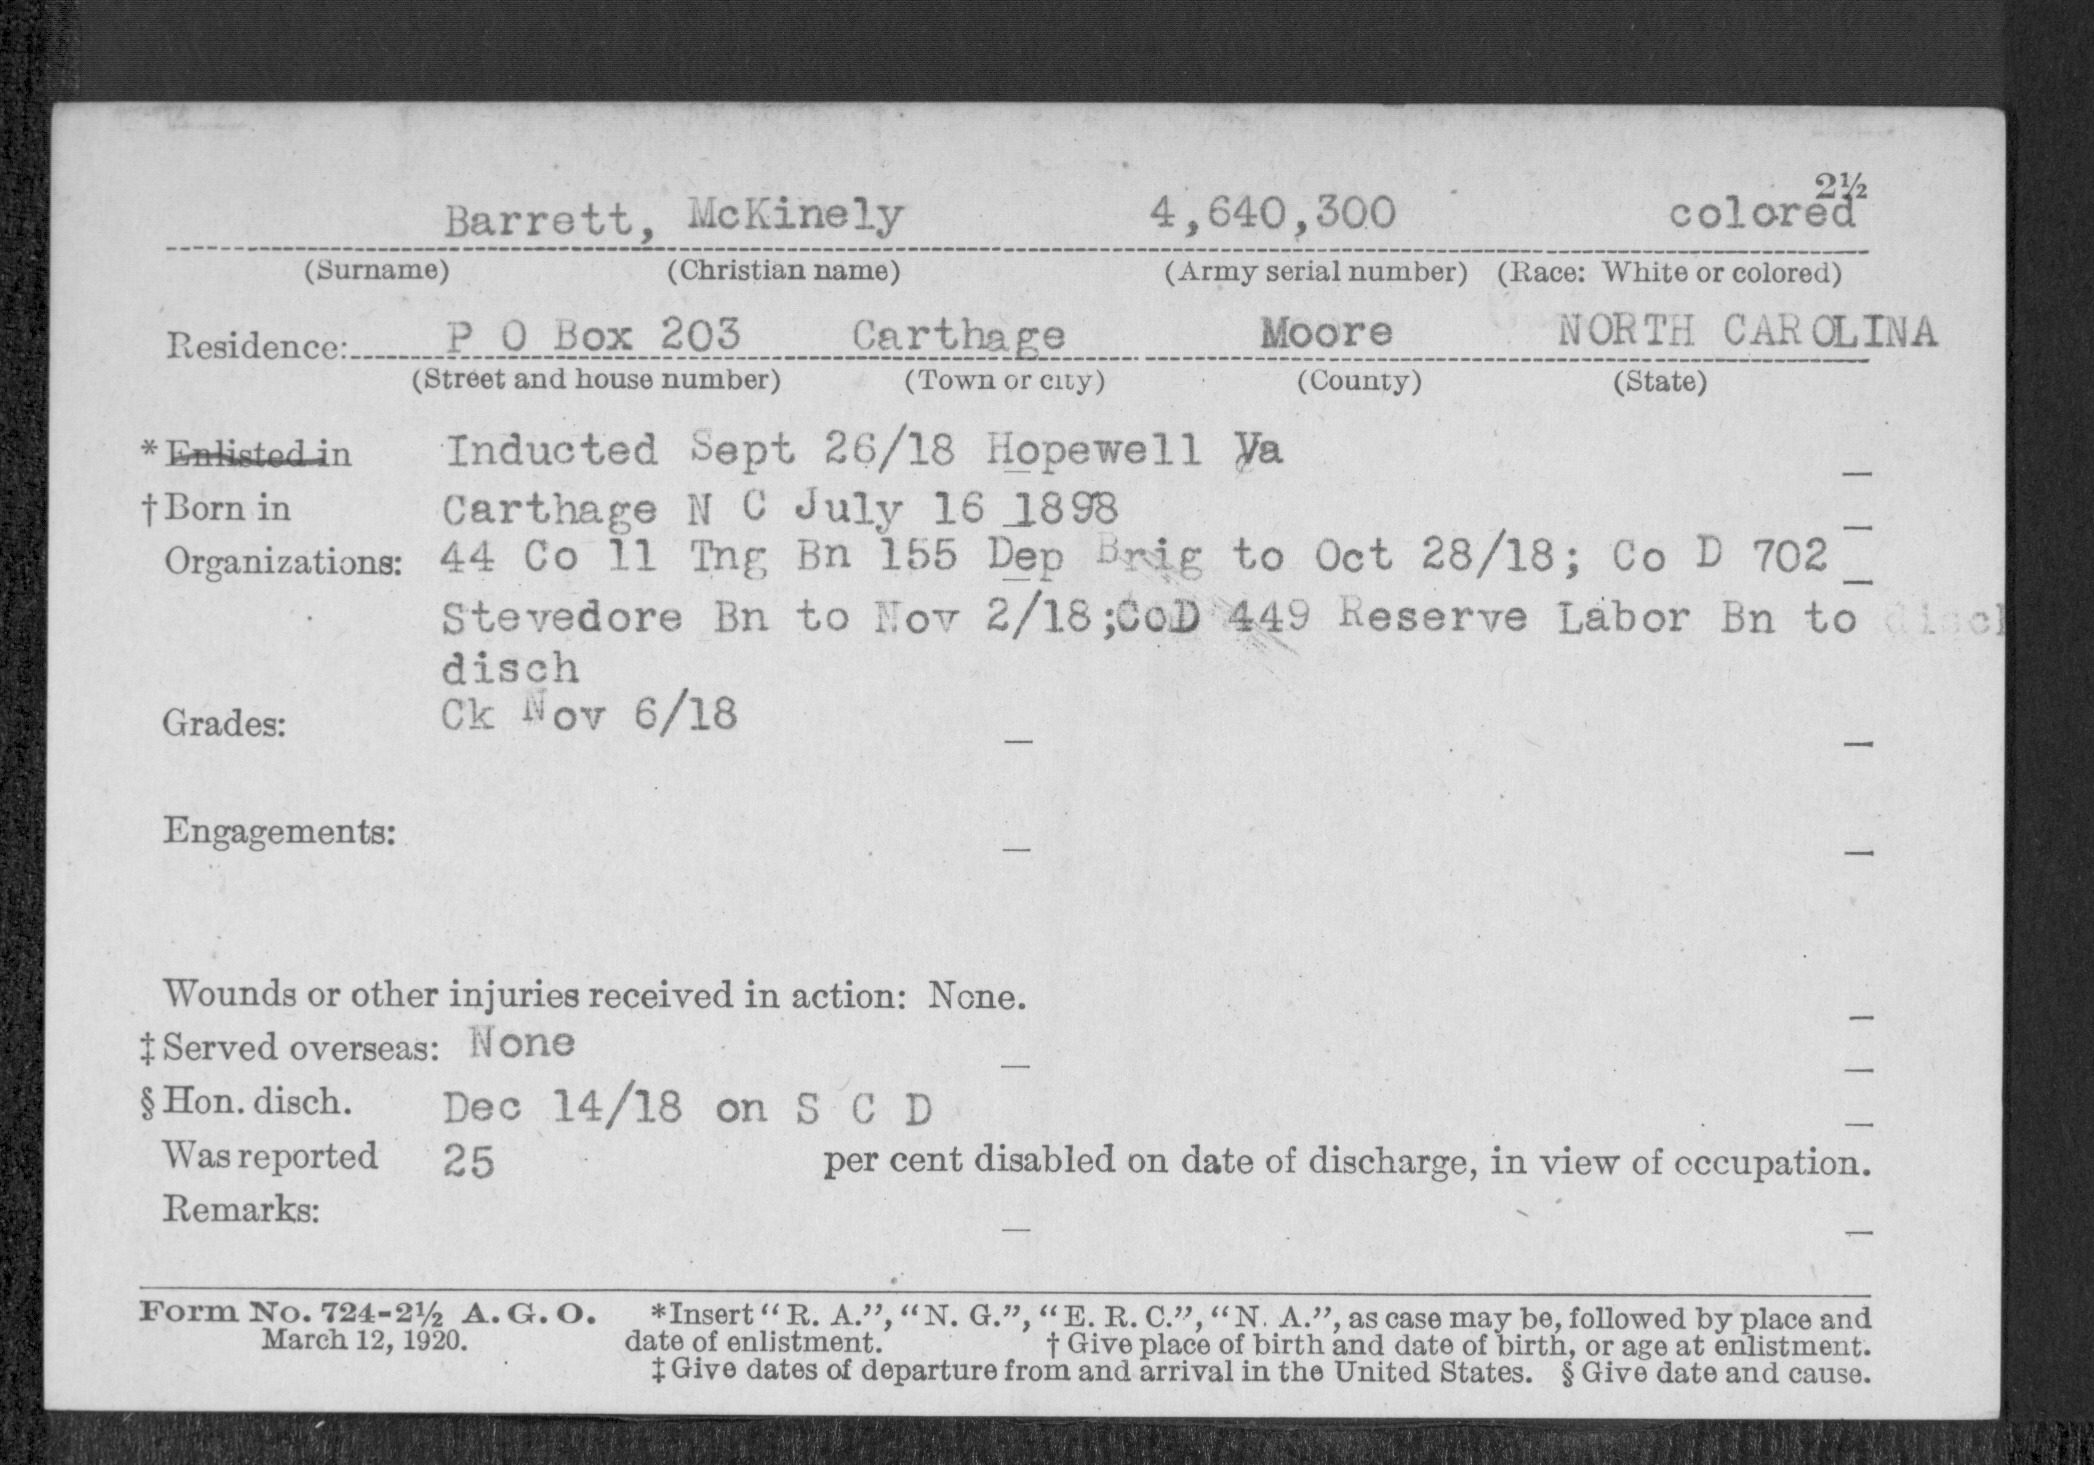 2½
Barrett, McKinely 4,640,300 colored
(Surname) (Christian name) (Army serial number) (Race: White or colored)
Residence: P O Box 203 Carthage Moore NORTH CAROLINA
(Street and house number) (Town or city) (County) (State)
* Enlisted in Inducted Sept 26/18 Hopewell Va
† Born in Carthage N C July 16 1898
Organizations: 44 Co 11 Tng Bn 155 Dep Brig to Oct 28/18; Co D 702
Stevedore Bn to Nov 2/18;CoD 449 Reserve Labor Bn to disch
disch
Grades: Ck Nov 6/18
Engagements:
Wounds or other injuries received in action: None.
‡ Served overseas: None
§ Hon. disch. Dec 14/18 on S C D
Was reported 25 per cent disabled on date of discharge, in view of occupation.
Remarks:
Form No. 724-2½ A. G. O. *Insert "R. A.", "N. G.", "E. R. C.", "N. A.", as case may be, followed by place and
March 12, 1920. date of enlistment. † Give place of birth and date of birth, or age at enlistment.
‡ Give dates of departure from and arrival in the United States. § Give date and cause.